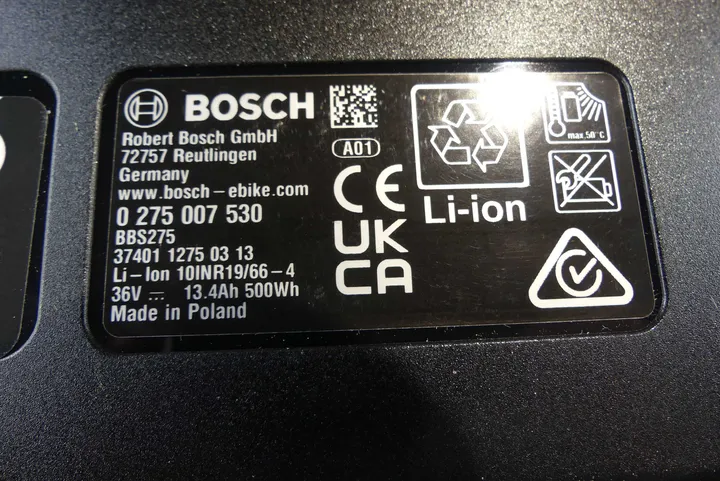 BOSCH
Robert Bosch GmbH
72757 Reutlingen
Germany
www.bosch-ebike.com
0 275 007 530
BBS275
37401 1275 03 13
Li-Ion 10INR19/66-4
36V ⎓ 13.4Ah 500Wh
Made in Poland
A01
CE
UK
CA
Li-ion
max.50°C